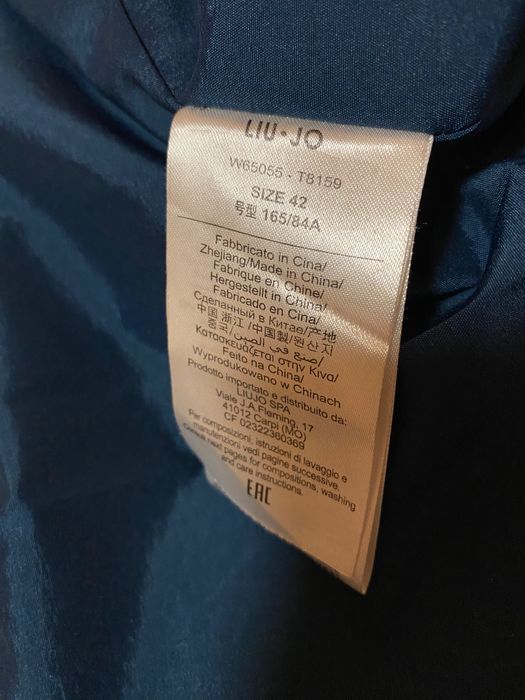 LIU·JO
W65055 - T8159
SIZE 42
号型 165/84A
Fabbricato in Cina/
Zhejiang/Made in China/
Fabrique en Chine/
Hergestellt in China/
Fabricado en Cina/
Сделанный в Китае/产地
中国浙江/中国製/원산지
중국/صنع في الصين/
Κατασκευάζεται στην Κίνα/
Feito na China/
Wyprodukowano w Chinach
Prodotto importato e distribuito da:
LIUJO SPA
Viale J.A.Fleming, 17
41012 Carpi (MO)
CF 02322360369
Per composizioni, istruzioni di lavaggio e
manutenzioni vedi pagine successive.
next pages for compositions, washing
and care instructions.
EAC